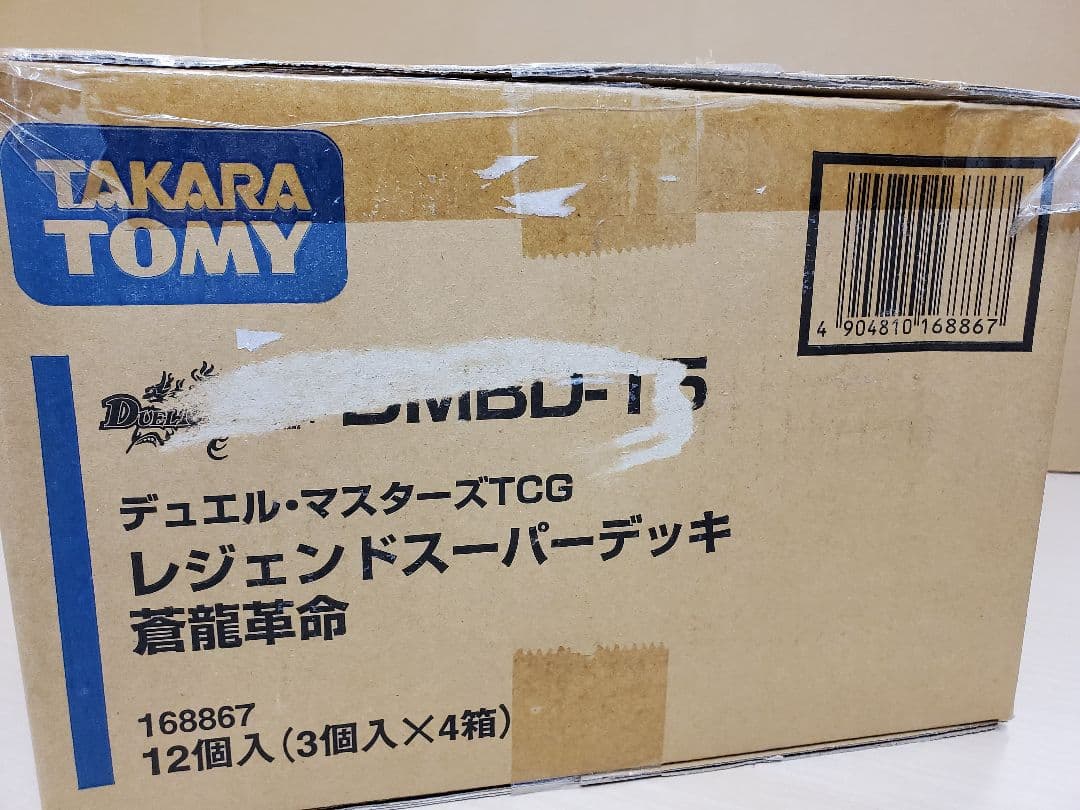 TAKARA
TOMY
4 904810 168867
DMBD-15
デュエル・マスターズTCG
レジェンドスーパーデッキ
蒼龍革命
168867
12個入(3個入×4箱)